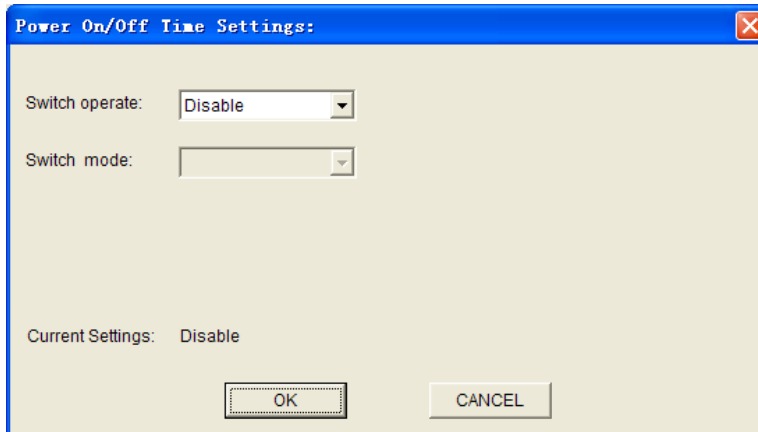 Power On/Off Time Settings:
Switch operate: Disable
Switch mode:
Current Settings: Disable
OK CANCEL